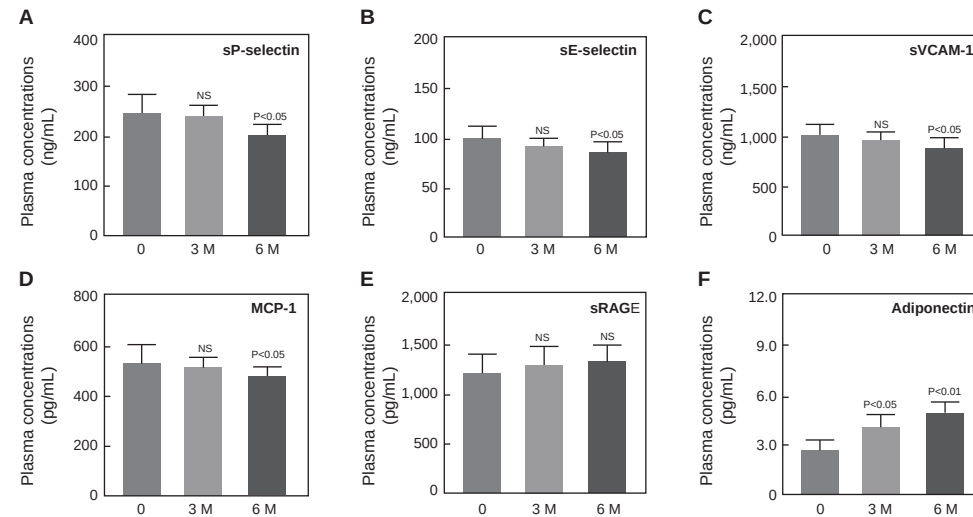 A
sP-selectin
Plasma concentrations
(ng/mL)
400
300
200
100
0
NS
P<0.05
0 3 M 6 M
B
sE-selectin
Plasma concentrations
(ng/mL)
200
150
100
50
0
NS
P<0.05
0 3 M 6 M
C
sVCAM-1
Plasma concentrations
(ng/mL)
2,000
1,500
1,000
500
0
NS
P<0.05
0 3 M 6 M
D
MCP-1
Plasma concentrations
(pg/mL)
800
600
400
200
0
NS
P<0.05
0 3 M 6 M
E
sRAGE
Plasma concentrations
(pg/mL)
2,000
1,500
1,000
500
0
NS
NS
0 3 M 6 M
F
Adiponectin
Plasma concentrations
(pg/mL)
12.0
9.0
6.0
3.0
0
P<0.05
P<0.01
0 3 M 6 M